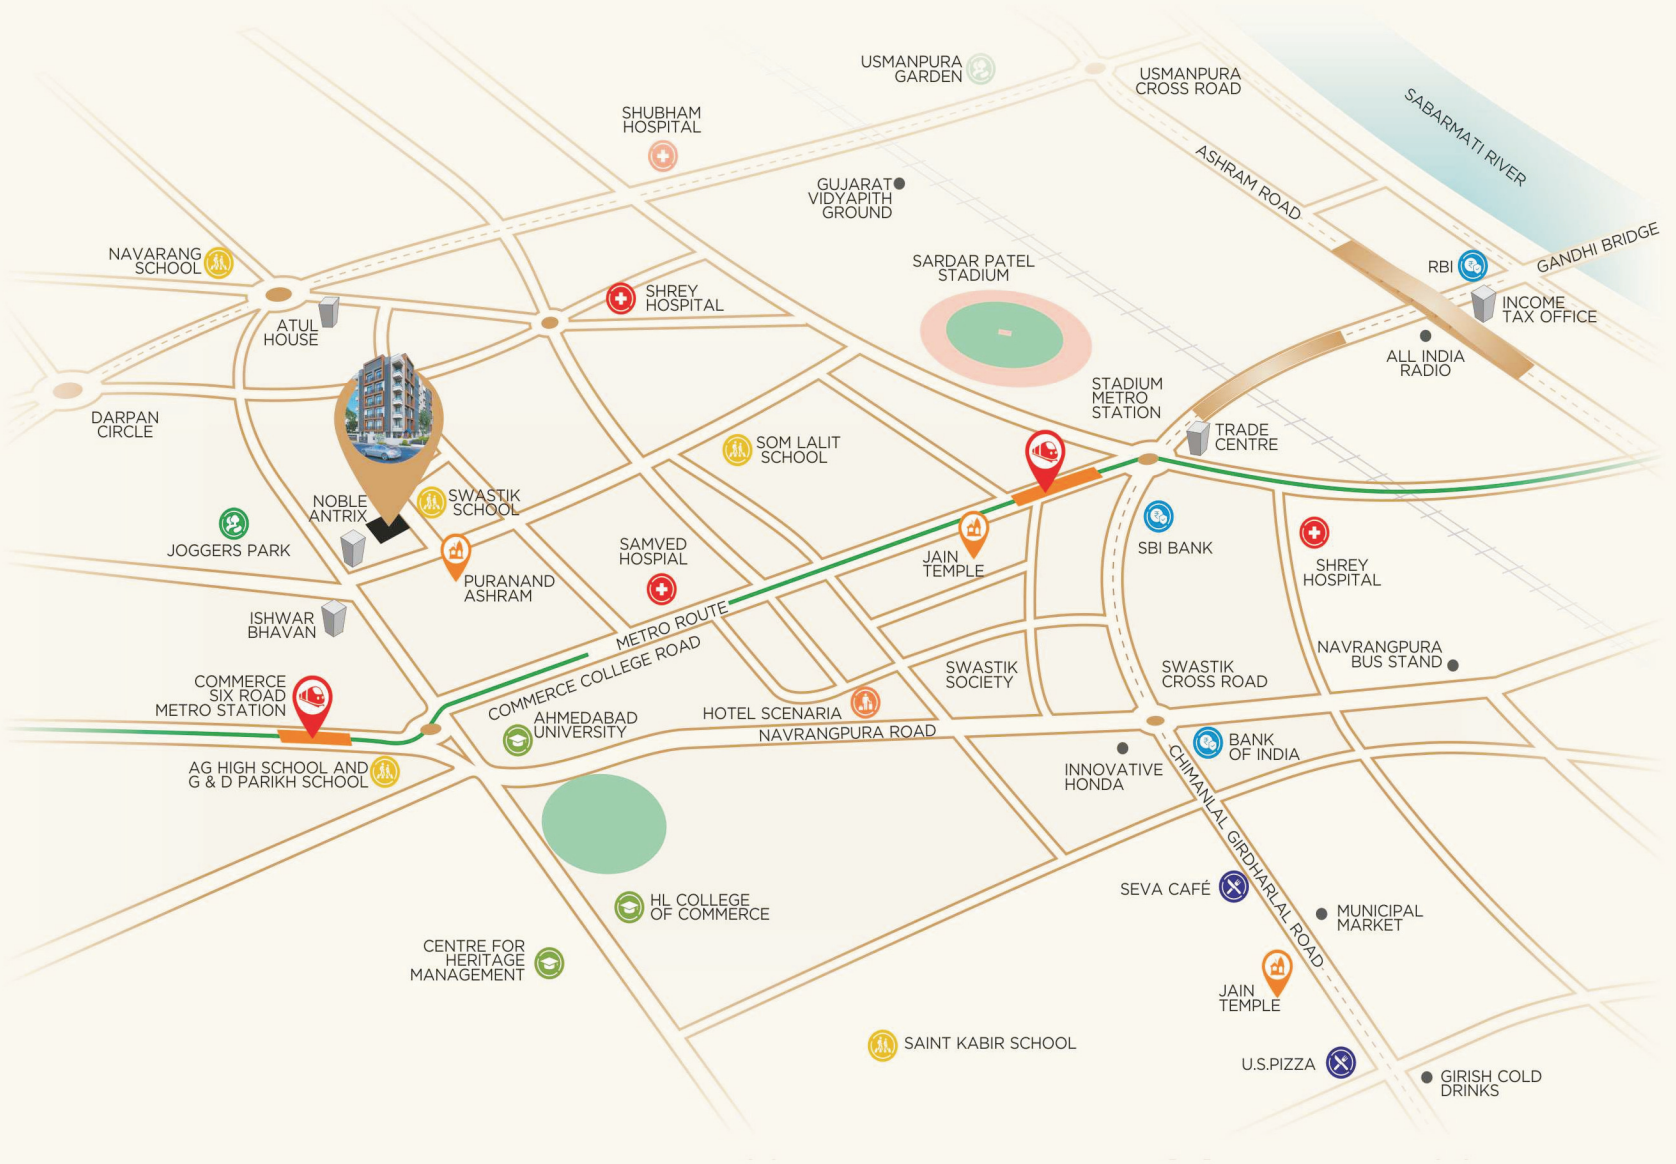 USMANPURA
GARDEN
USMANPURA
CROSS ROAD
SABARMATI RIVER
SHUBHAM
HOSPITAL
ASHRAM ROAD
GUJARAT
VIDYAPITH
GROUND
GANDHI BRIDGE
NAVARANG
SCHOOL
SARDAR PATEL
STADIUM
RBI
SHREY
HOSPITAL
INCOME
TAX OFFICE
ATUL
HOUSE
ALL INDIA
RADIO
STADIUM
METRO
STATION
DARPAN
CIRCLE
TRADE
CENTRE
SOM LALIT
SCHOOL
NOBLE
ANTRIX
SWASTIK
SCHOOL
JOGGERS PARK
SAMVED
HOSPIAL
JAIN
TEMPLE
SBI BANK
SHREY
HOSPITAL
PURANAND
ASHRAM
ISHWAR
BHAVAN
METRO ROUTE
COMMERCE COLLEGE ROAD
NAVRANGPURA
BUS STAND
SWASTIK
SOCIETY
SWASTIK
CROSS ROAD
COMMERCE
SIX ROAD
METRO STATION
AHMEDABAD
UNIVERSITY
HOTEL SCENARIA
NAVRANGPURA ROAD
BANK
OF INDIA
AG HIGH SCHOOL AND
G & D PARIKH SCHOOL
INNOVATIVE
HONDA
CHIMANLAL GIRDHARLAL ROAD
SEVA CAFÉ
HL COLLEGE
OF COMMERCE
MUNICIPAL
MARKET
CENTRE FOR
HERITAGE
MANAGEMENT
JAIN
TEMPLE
SAINT KABIR SCHOOL
U.S.PIZZA
GIRISH COLD
DRINKS